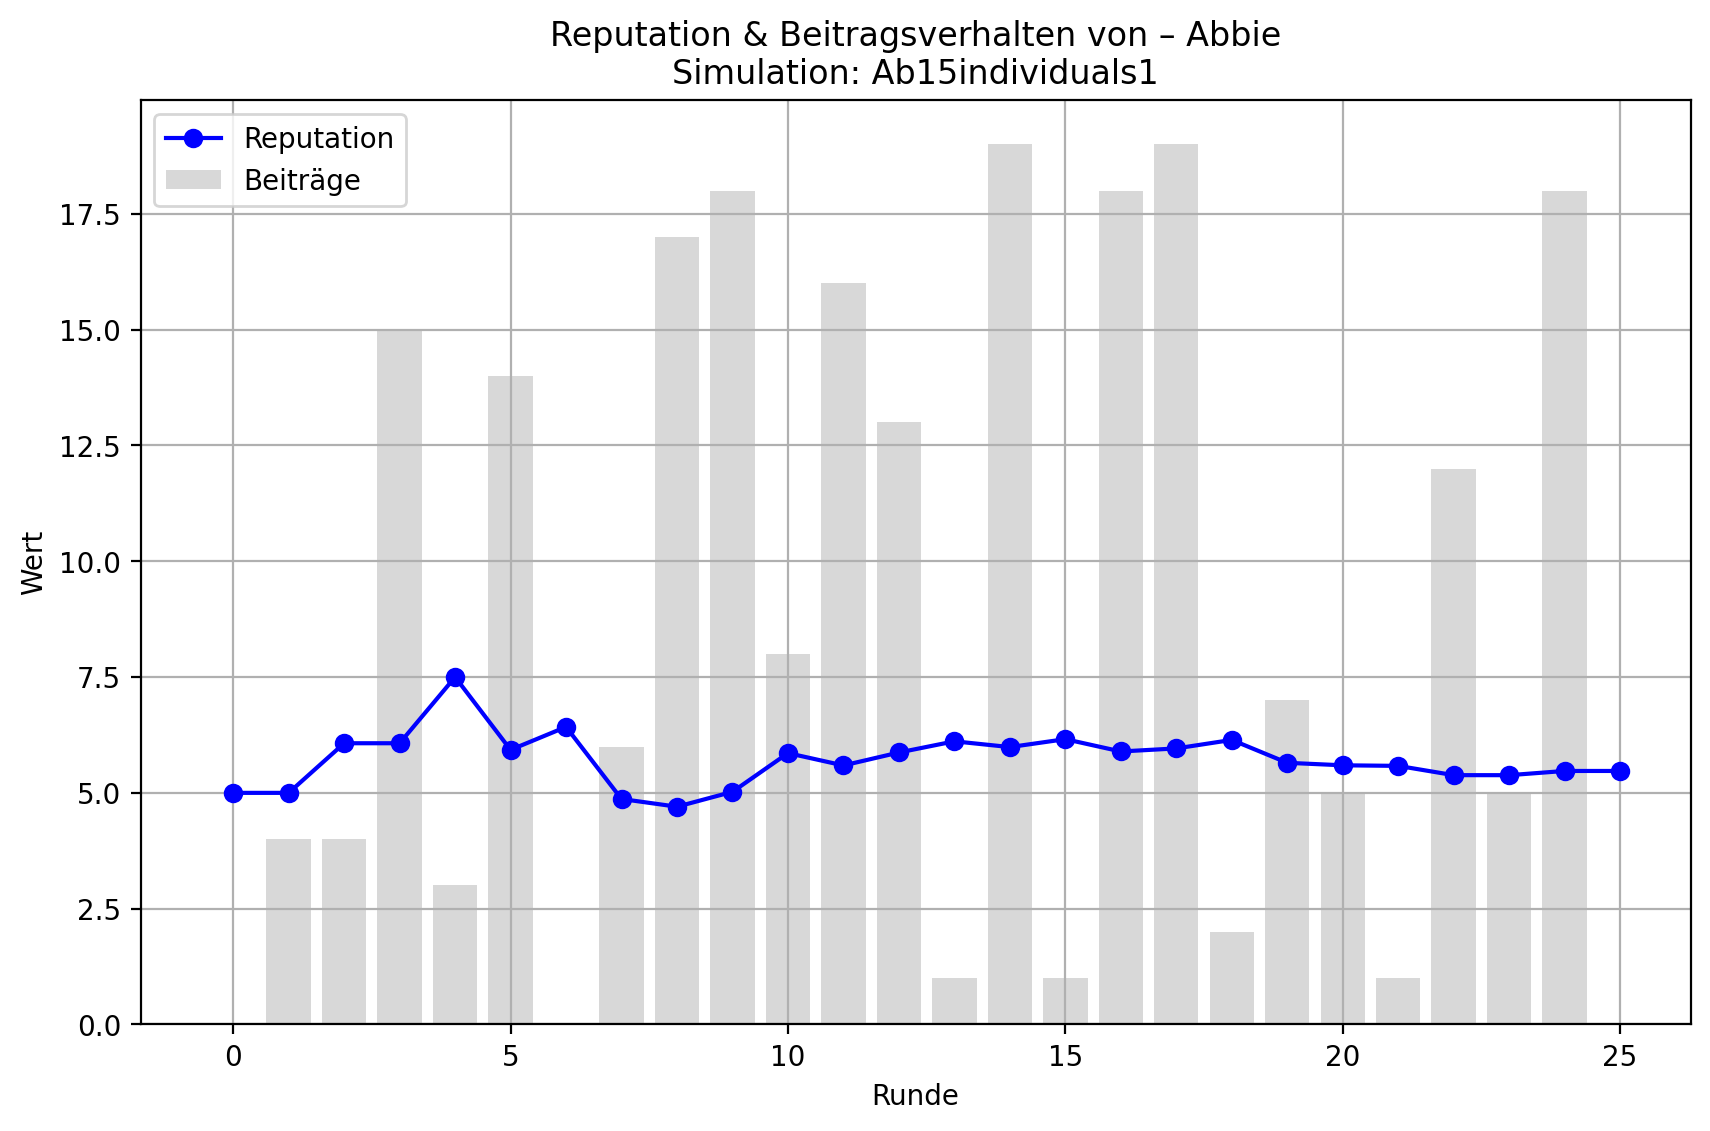 Reputation & Beitragsverhalten von – Abbie
Simulation: Ab15individuals1
Reputation
Beiträge
Wert
17.5
15.0
12.5
10.0
7.5
5.0
2.5
0.0
0 5 10 15 20 25
Runde